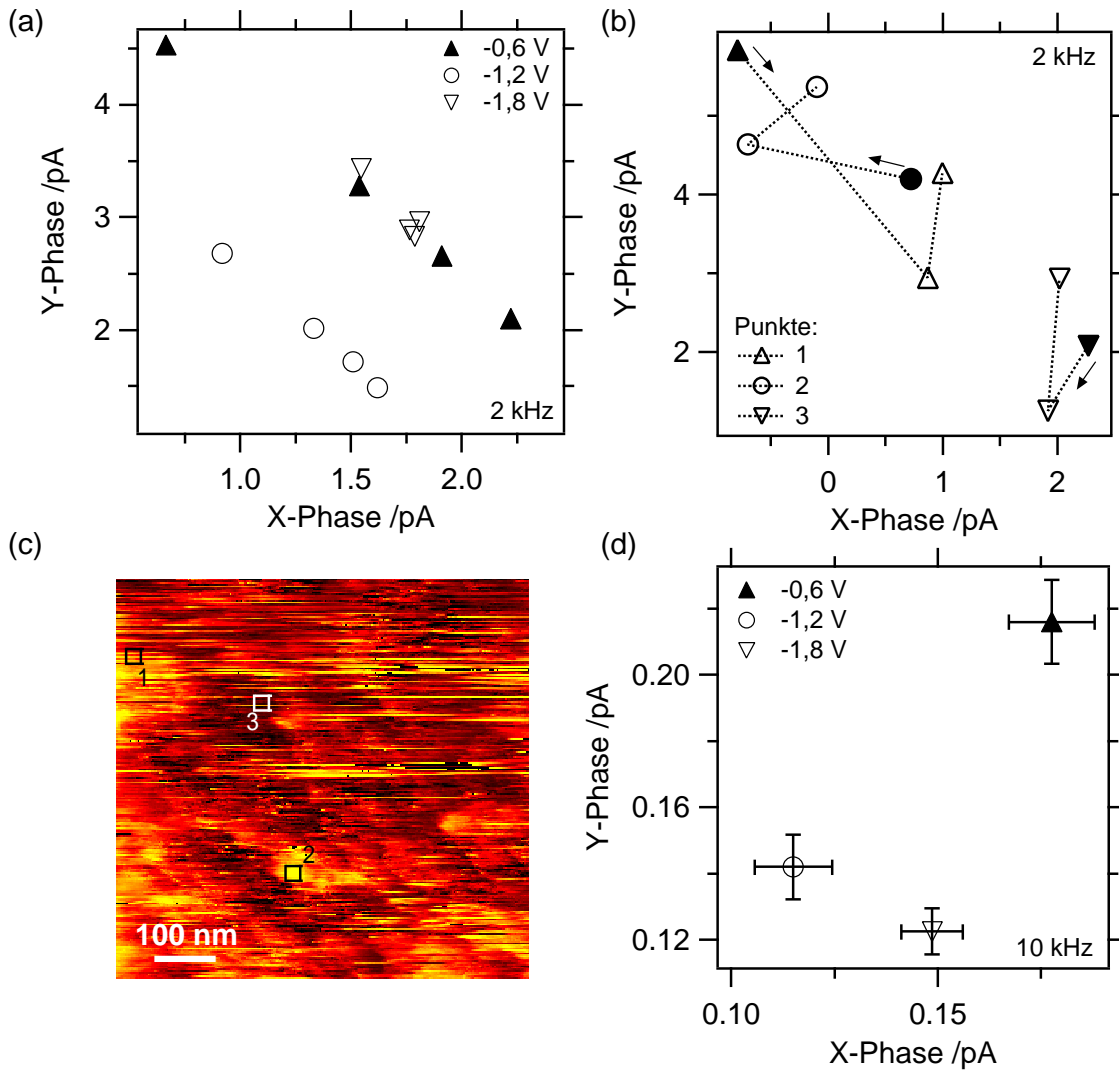 (a)
-0,6 V
-1,2 V
-1,8 V
4
3
2
Y-Phase /pA
2 kHz
1.0
1.5
2.0
X-Phase /pA
(b)
2 kHz
4
2
Y-Phase /pA
Punkte:
1
2
3
0
1
2
X-Phase /pA
(c)
1
3
2
100 nm
(d)
-0,6 V
-1,2 V
-1,8 V
0.20
0.16
0.12
Y-Phase /pA
10 kHz
0.10
0.15
X-Phase /pA